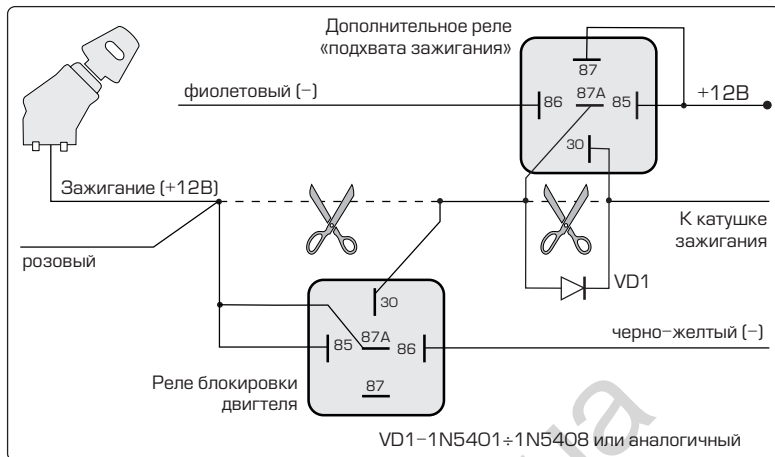 Дополнительное реле
«подхвата зажигания»
87
фиолетовый (–)
86
87A
85
+12В
30
Зажигание (+12В)
К катушке
зажигания
розовый
VD1
30
черно–желтый (–)
85
87A
86
Реле блокировки
двигтеля
87
VD1–1N5401÷1N5408 или аналогичный